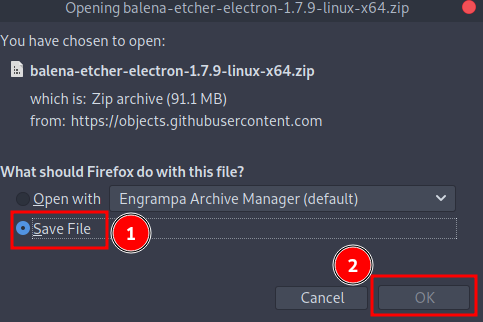 Opening balena-etcher-electron-1.7.9-linux-x64.zip
You have chosen to open:
balena-etcher-electron-1.7.9-linux-x64.zip
which is: Zip archive (91.1 MB)
from: https://objects.githubusercontent.com
What should Firefox do with this file?
Open with Engrampa Archive Manager (default)
Save File 1
2
Cancel OK